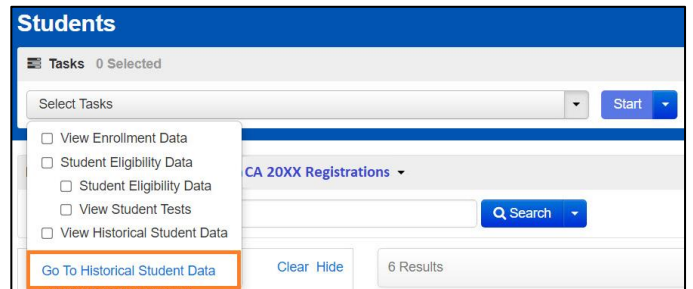 Students
Tasks 0 Selected
Select Tasks
Start
View Enrollment Data
Student Eligibility Data
Student Eligibility Data
View Student Tests
View Historical Student Data
Go To Historical Student Data
CA 20XX Registrations
Search
Clear Hide
6 Results